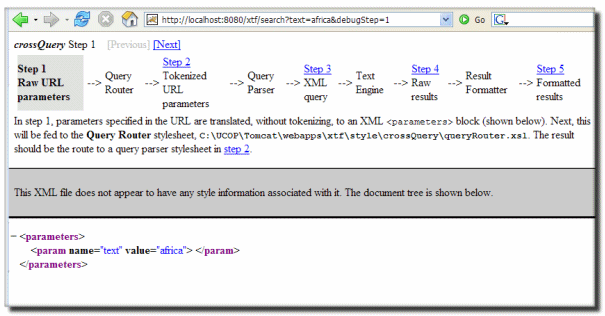 http://localhost:8080/xtf/search?text=africa&debugStep=1
Go
crossQuery Step 1 [Previous] [Next]
Step 1
Raw URL
parameters
-->
Query
Router
-->
Step 2
Tokenized
URL
parameters
-->
Query
Parser
-->
Step 3
XML
query
-->
Text
Engine
-->
Step 4
Raw
results
-->
Result
Formatter
-->
Step 5
Formatted
results
In step 1, parameters specified in the URL are translated, without tokenizing, to an XML <parameters> block (shown below). Next, this
will be fed to the Query Router stylesheet, C:\UCOP\Tomcat\webapps\xtf\style\crossQuery\queryRouter.xsl. The result
should be the route to a query parser stylesheet in step 2.
This XML file does not appear to have any style information associated with it. The document tree is shown below.
− <parameters>
<param name="text" value="africa"> </param>
</parameters>